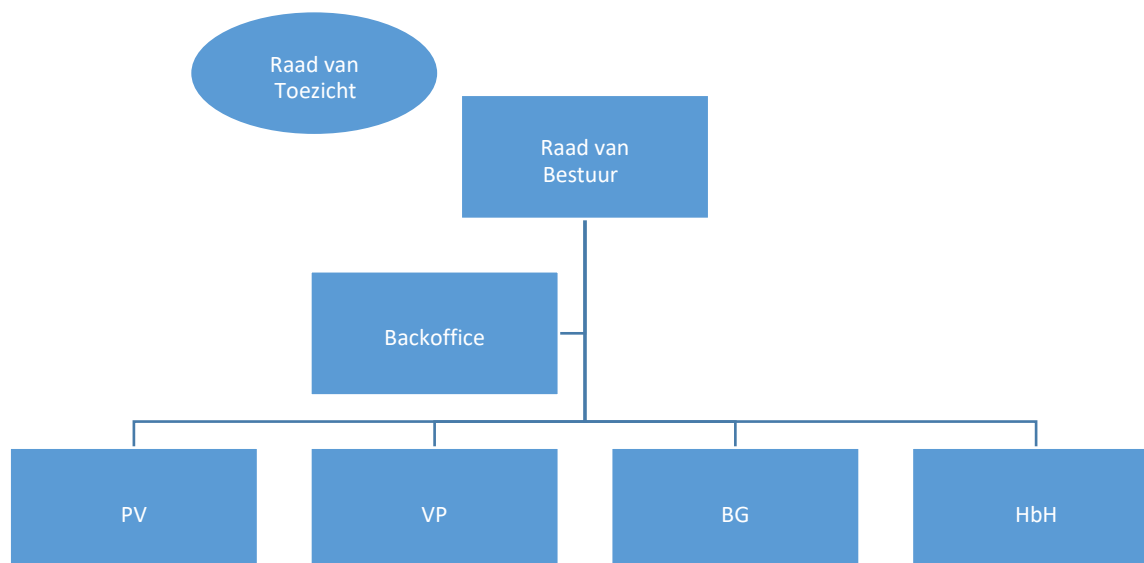 Raad van
Toezicht
Raad van
Bestuur
Backoffice
PV
VP
BG
HbH